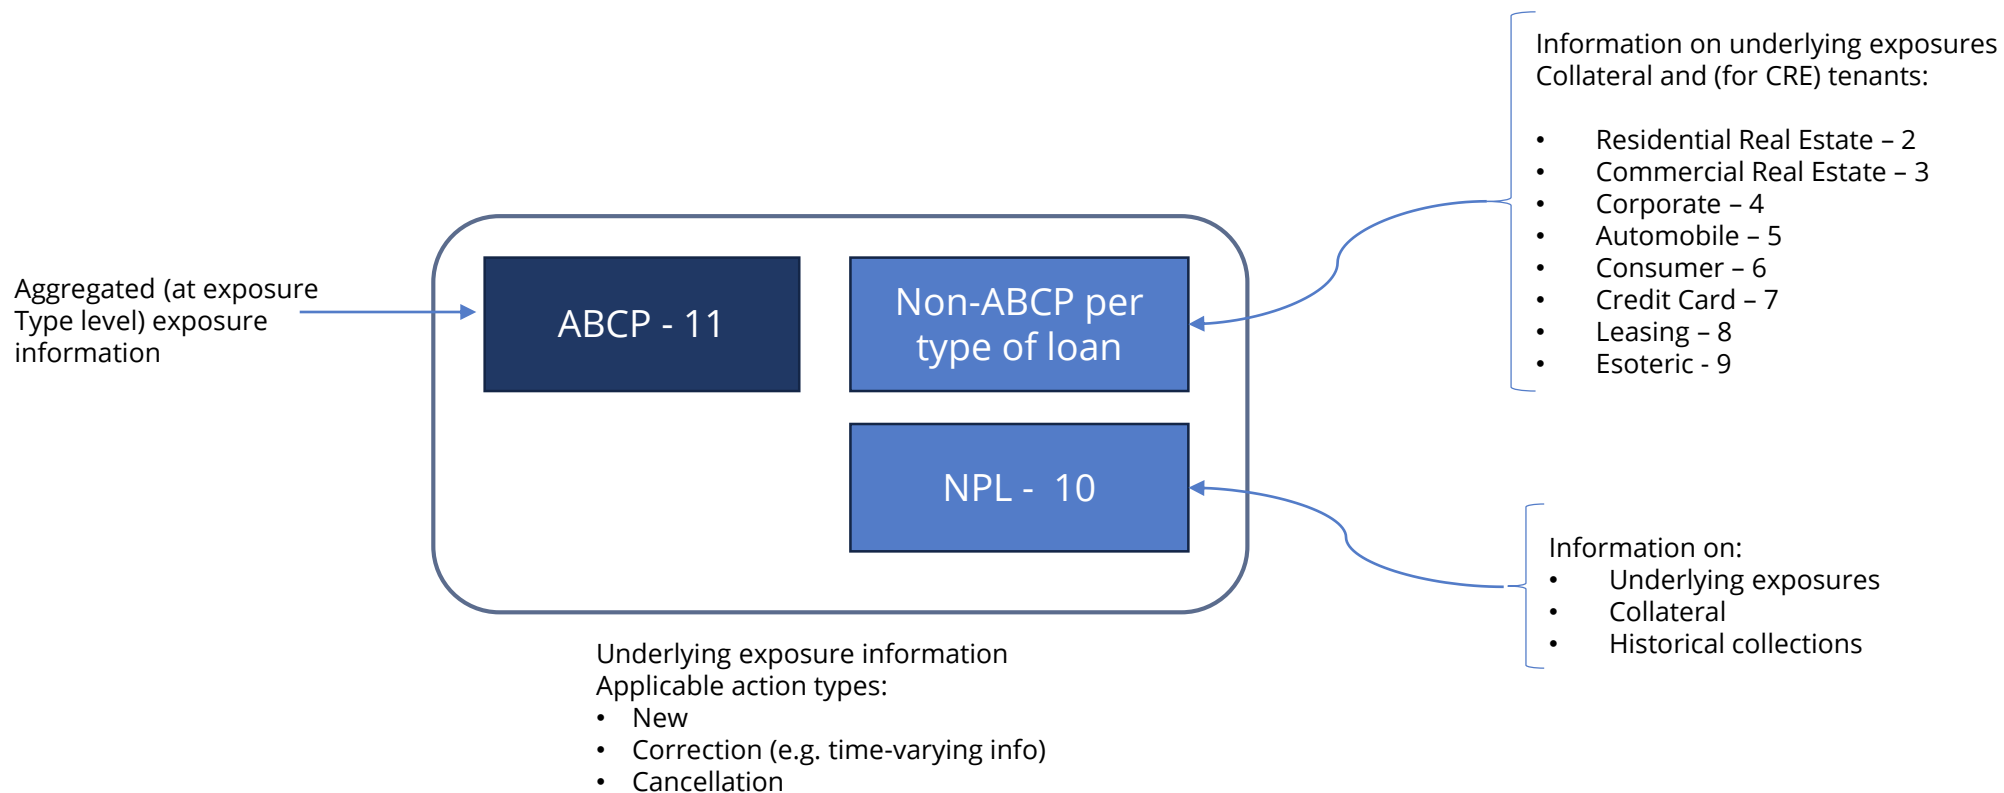 Information on underlying exposures
Collateral and (for CRE) tenants:
• Residential Real Estate – 2
• Commercial Real Estate – 3
• Corporate – 4
• Automobile – 5
• Consumer – 6
• Credit Card – 7
• Leasing – 8
• Esoteric - 9
Aggregated (at exposure
Type level) exposure
information
ABCP - 11
Non-ABCP per
type of loan
NPL -  10
Information on:
• Underlying exposures
• Collateral
• Historical collections
Underlying exposure information
Applicable action types:
• New
• Correction (e.g. time-varying info)
• Cancellation